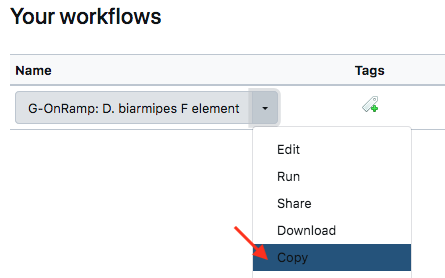 Your workflows
Name Tags
G-OnRamp: D. biarmipes F element
Edit
Run
Share
Download
Copy